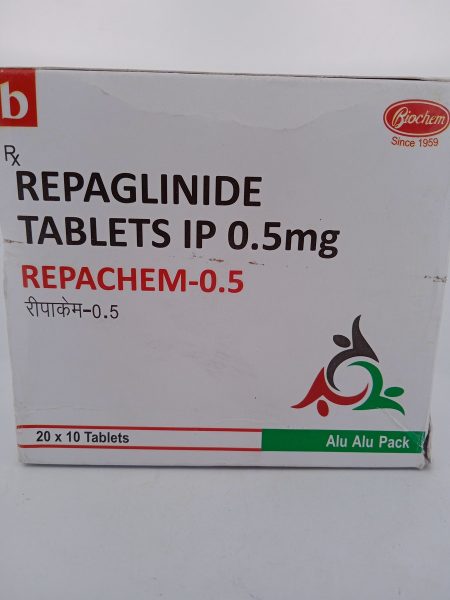 b
Biochem
Since 1959
Rx
REPAGLINIDE
TABLETS IP 0.5mg
REPACHEM-0.5
रीपाकेम-0.5
20 x 10 Tablets
Alu Alu Pack